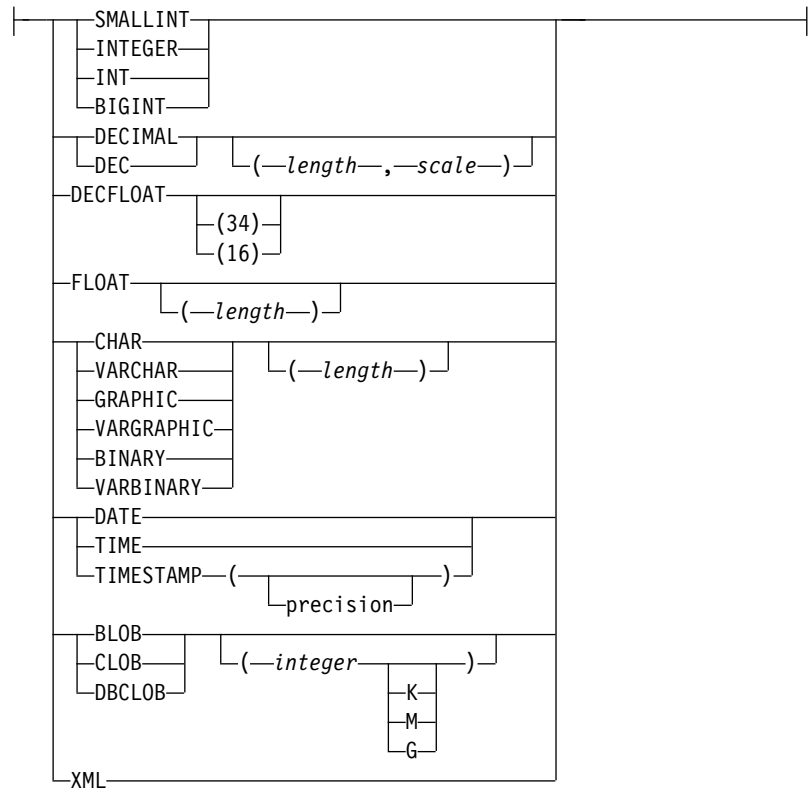 SMALLINT
INTEGER
INT
BIGINT
DECIMAL
DEC
( length , scale )
DECFLOAT
(34)
(16)
FLOAT
( length )
CHAR
( length )
VARCHAR
GRAPHIC
VARGRAPHIC
BINARY
VARBINARY
DATE
TIME
TIMESTAMP ( )
precision
BLOB
CLOB
( integer )
DBCLOB
K
M
G
XML